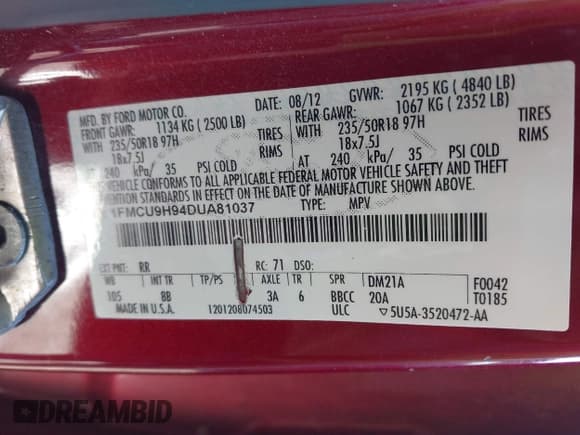 MFD. BY FORD MOTOR CO. DATE: 08/12 GVWR: 2195 KG ( 4840 LB)
FRONT GAWR: 1134 KG ( 2500 LB) REAR GAWR: 1067 KG ( 2352 LB)
WITH 235/50R18 97H TIRES WITH 235/50R18 97H TIRES
18x7.5J RIMS 18x7.5J RIMS
AT 240 kPa/ 35 PSI COLD AT 240 kPa/ 35 PSI COLD
VEHICLE CONFORMS TO ALL APPLICABLE FEDERAL MOTOR VEHICLE SAFETY AND THEFT
PREVENTION STANDARDS IN EFFECT ON THE DATE OF MANUFACTURE SHOWN ABOVE.
1FMCU9H94DUA81037 TYPE: MPV
EXT PNT: RR RC: 71 DSO:
WB INT TR TP/PS AXLE TR SPR DM21A F0042
105 8B 3A 6 BBCC 20A T0185
MADE IN U.S.A. 1201208074503 ULC ▽5U5A-3520472-AA
DREAMBID